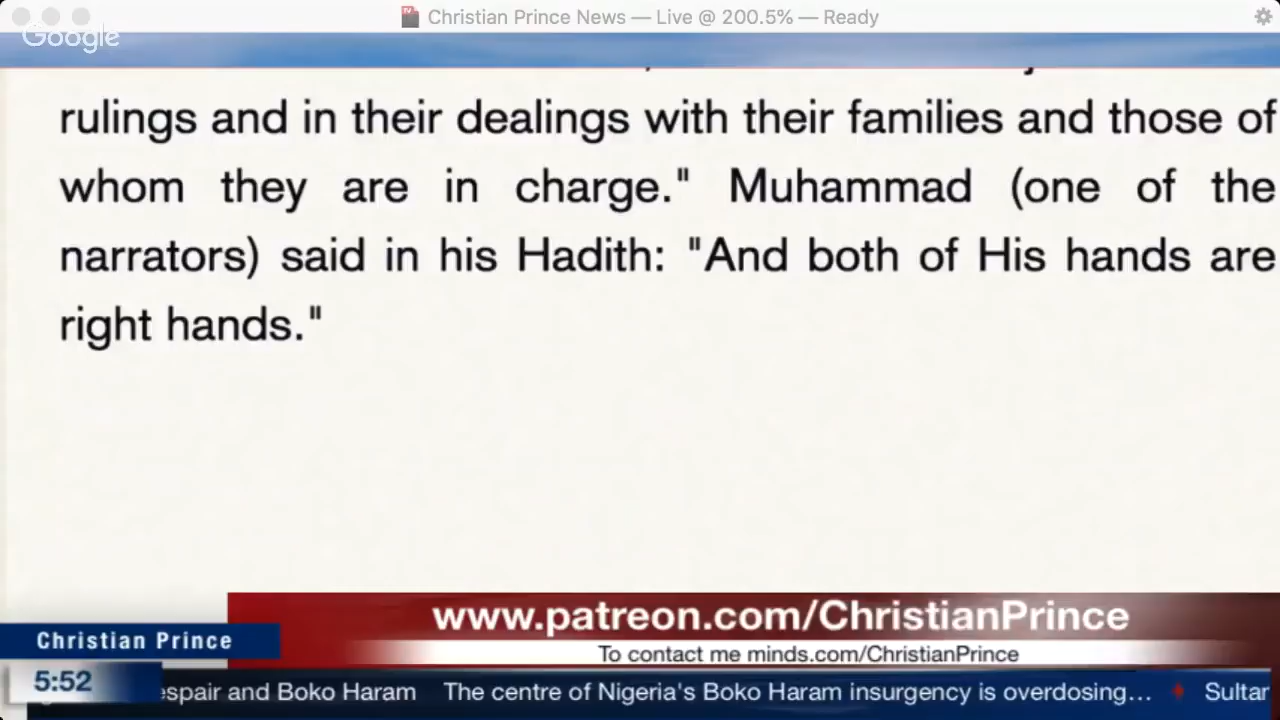 Christian Prince News — Live @ 200.5% — Ready
Google
rulings and in their dealings with their families and those of
whom they are in charge." Muhammad (one of the
narrators) said in his Hadith: "And both of His hands are
right hands."
www.patreon.com/ChristianPrince
Christian Prince
To contact me minds.com/ChristianPrince
5:52
espair and Boko Haram The centre of Nigeria's Boko Haram insurgency is overdosing... Sultan